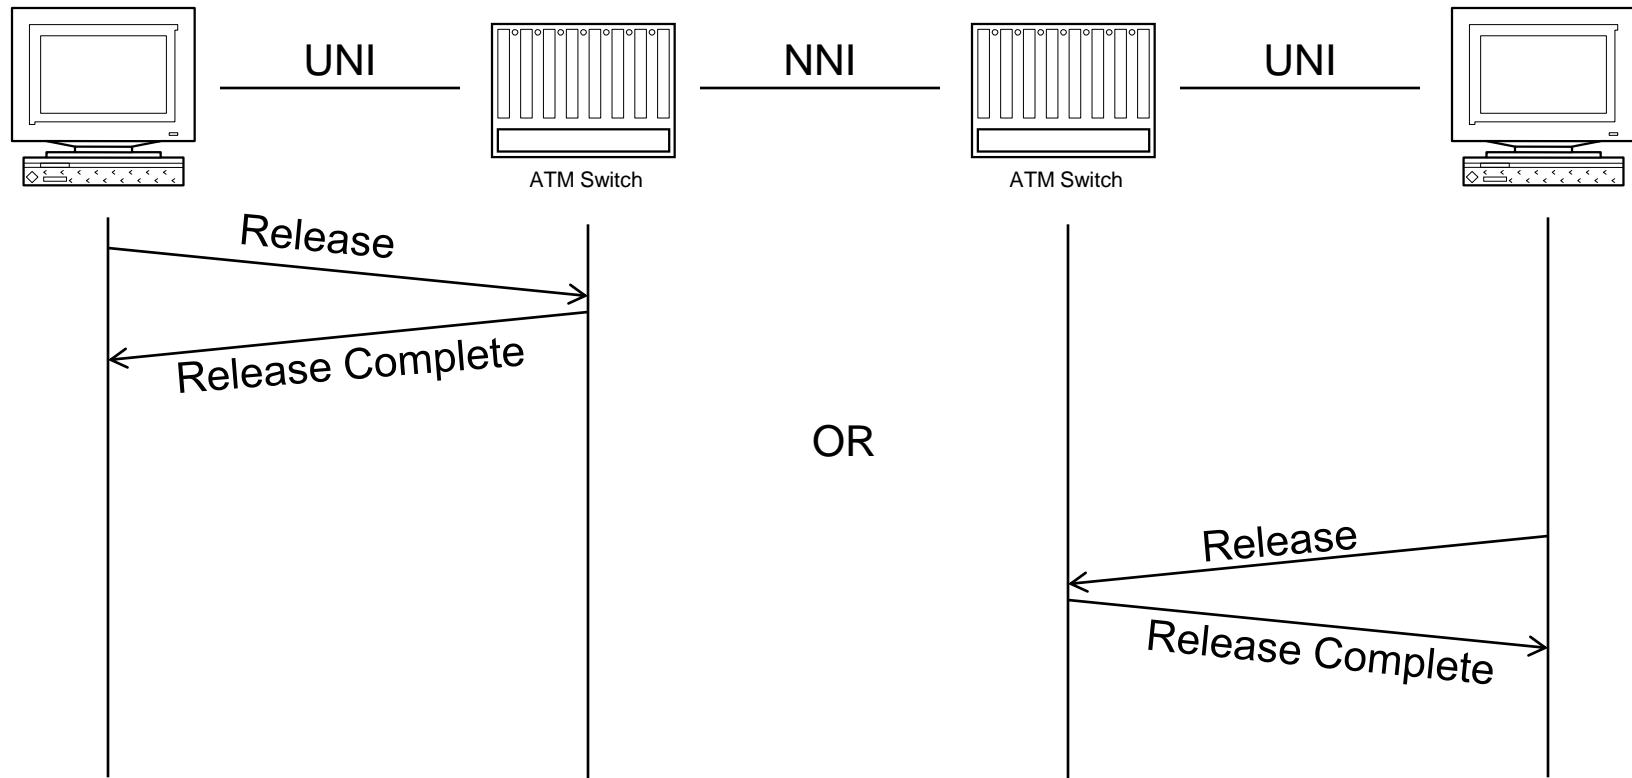 UNI
NNI
UNI
ATM Switch
ATM Switch
Release
Release Complete
OR
Release
Release Complete